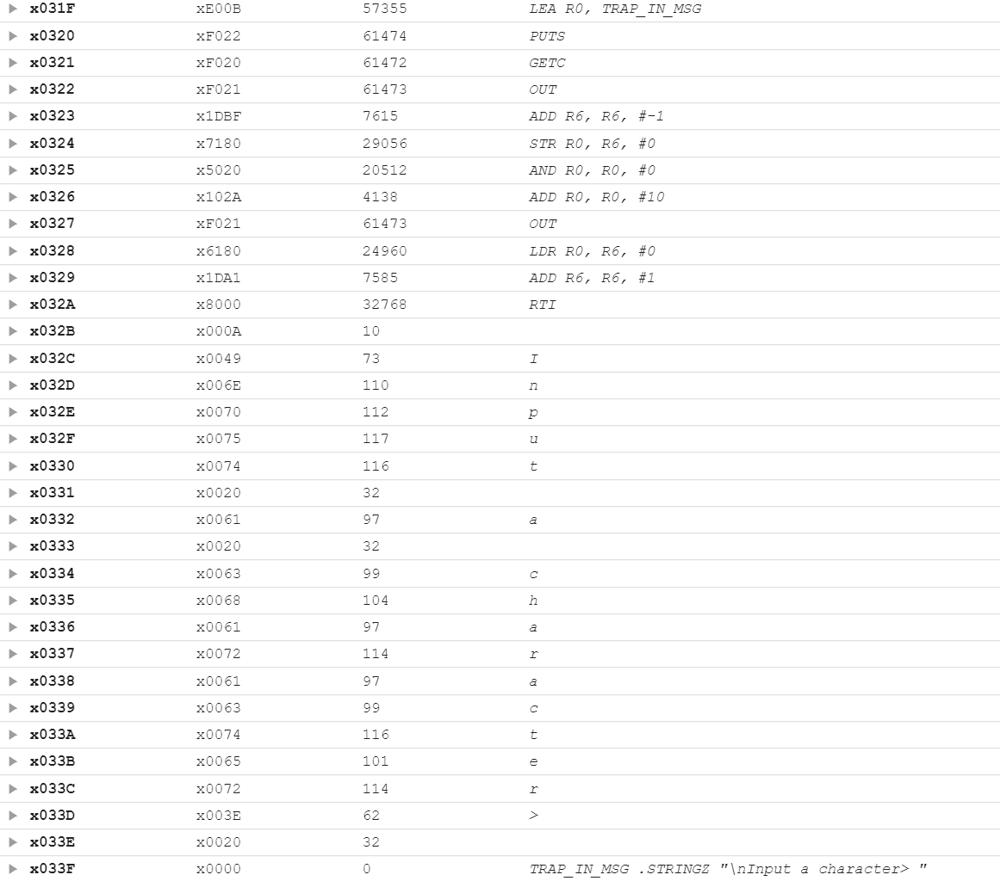 x031F xE00B 57355 LEA R0, TRAP_IN_MSG
x0320 xF022 61474 PUTS
x0321 xF020 61472 GETC
x0322 xF021 61473 OUT
x0323 x1DBF 7615 ADD R6, R6, #-1
x0324 x7180 29056 STR R0, R6, #0
x0325 x5020 20512 AND R0, R0, #0
x0326 x102A 4138 ADD R0, R0, #10
x0327 xF021 61473 OUT
x0328 x6180 24960 LDR R0, R6, #0
x0329 x1DA1 7585 ADD R6, R6, #1
x032A x8000 32768 RTI
x032B x000A 10
x032C x0049 73 I
x032D x006E 110 n
x032E x0070 112 p
x032F x0075 117 u
x0330 x0074 116 t
x0331 x0020 32
x0332 x0061 97 a
x0333 x0020 32
x0334 x0063 99 c
x0335 x0068 104 h
x0336 x0061 97 a
x0337 x0072 114 r
x0338 x0061 97 a
x0339 x0063 99 c
x033A x0074 116 t
x033B x0065 101 e
x033C x0072 114 r
x033D x003E 62 >
x033E x0020 32
x033F x0000 0 TRAP_IN_MSG .STRINGZ "\nInput a character> "